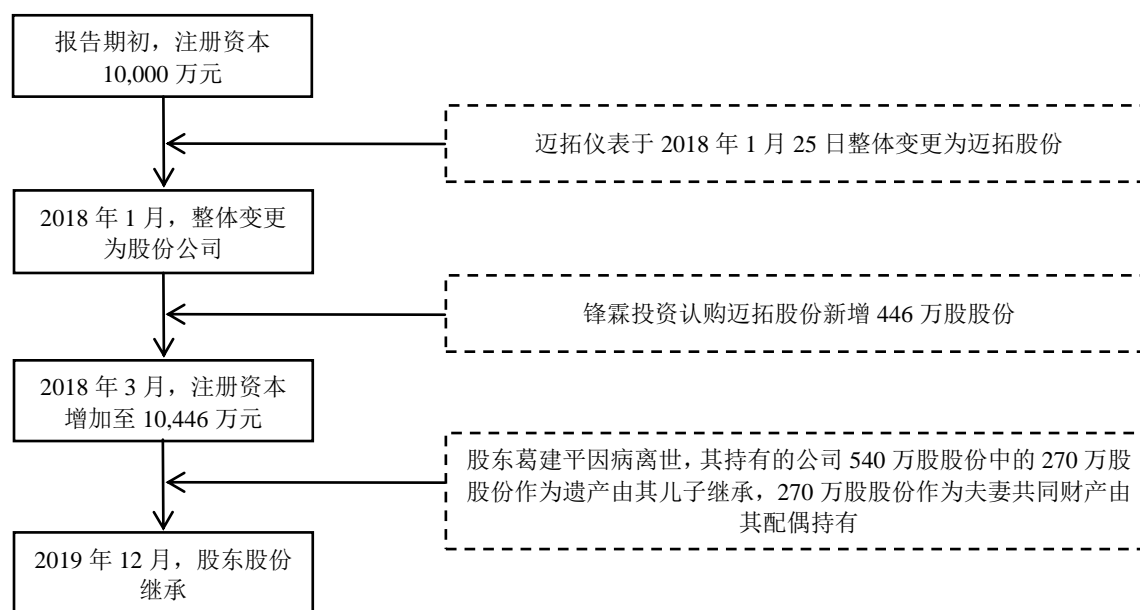 报告期初，注册资本
10,000 万元
迈拓仪表于 2018 年 1 月 25 日整体变更为迈拓股份
2018 年 1 月，整体变更
为股份公司
锋霖投资认购迈拓股份新增 446 万股股份
2018 年 3 月，注册资本
增加至 10,446 万元
股东葛建平因病离世，其持有的公司 540 万股股份中的 270 万股
股份作为遗产由其儿子继承，270 万股股份作为夫妻共同财产由
其配偶持有
2019 年 12 月，股东股份
继承